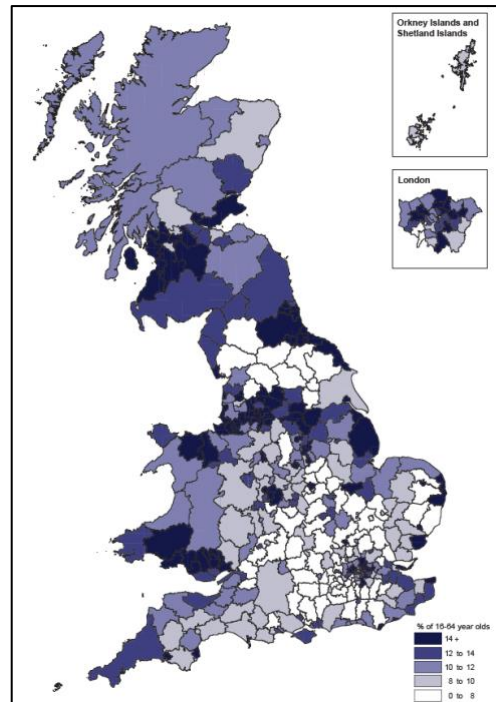 Orkney Islands and
Shetland Islands
London
% of 16-64 year olds
14 +
12 to 14
10 to 12
8 to 10
0 to 8